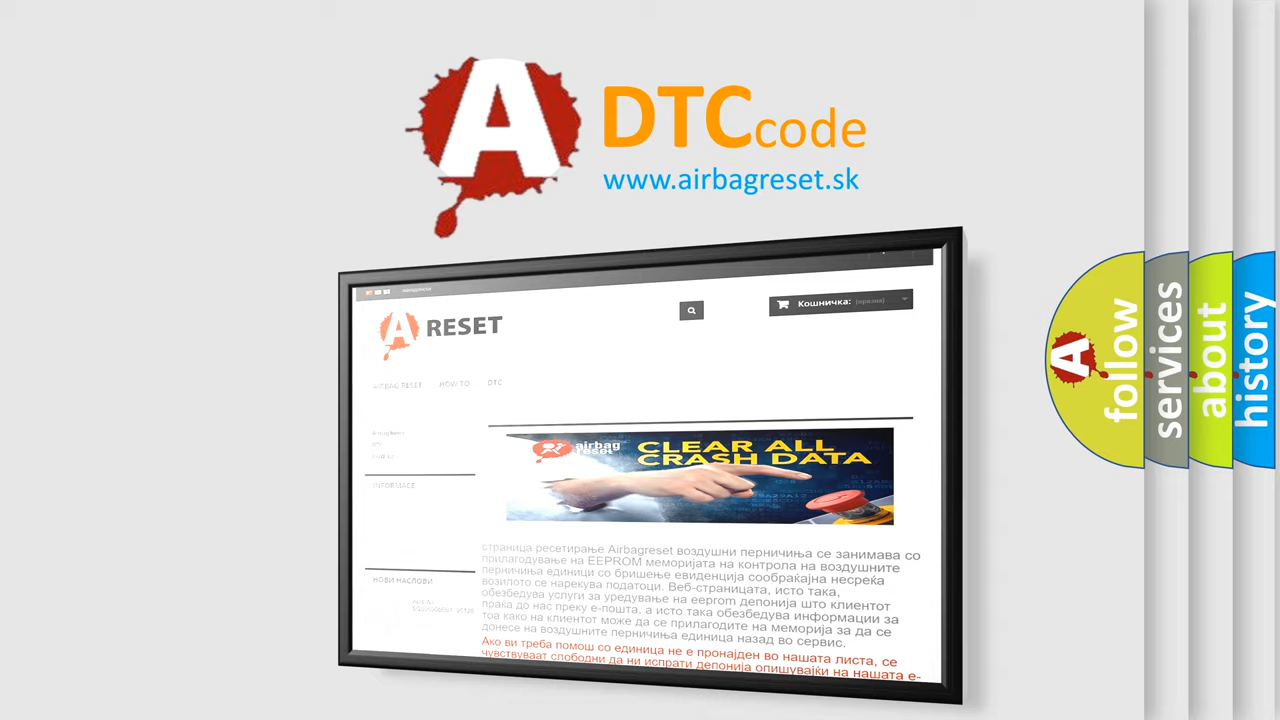 A DTCcode
www.airbagreset.sk
Кошничка: (празна)
A RESET
AIRBAG RESET HOW TO DTC
airbag
reset
CLEAR ALL
CRASH DATA
INFORMACE
НОВИ НАСЛОВИ
страница ресетирање Airbagreset воздушни перничиња се занимава со
прилагодување на EEPROM меморијата на контрола на воздушните
перничиња единици со бришење евиденција сообраќајна несреќа
возилото се нарекува податоци. Веб-страницата, исто така,
обезбедува услуги за уредување на eeprom депонија што клиентот
праќа до нас преку е-пошта, а исто така обезбедува информации за
тоа како на клиентот може да се прилагодите на меморија за да се
донесе на воздушните перничиња единица назад во сервис.
Ако ви треба помош со единица не е пронајден во нашата листа, се
чувствуваат слободни да ни испрати депонија опишувајќи на нашата е-
A follow
services
about
history